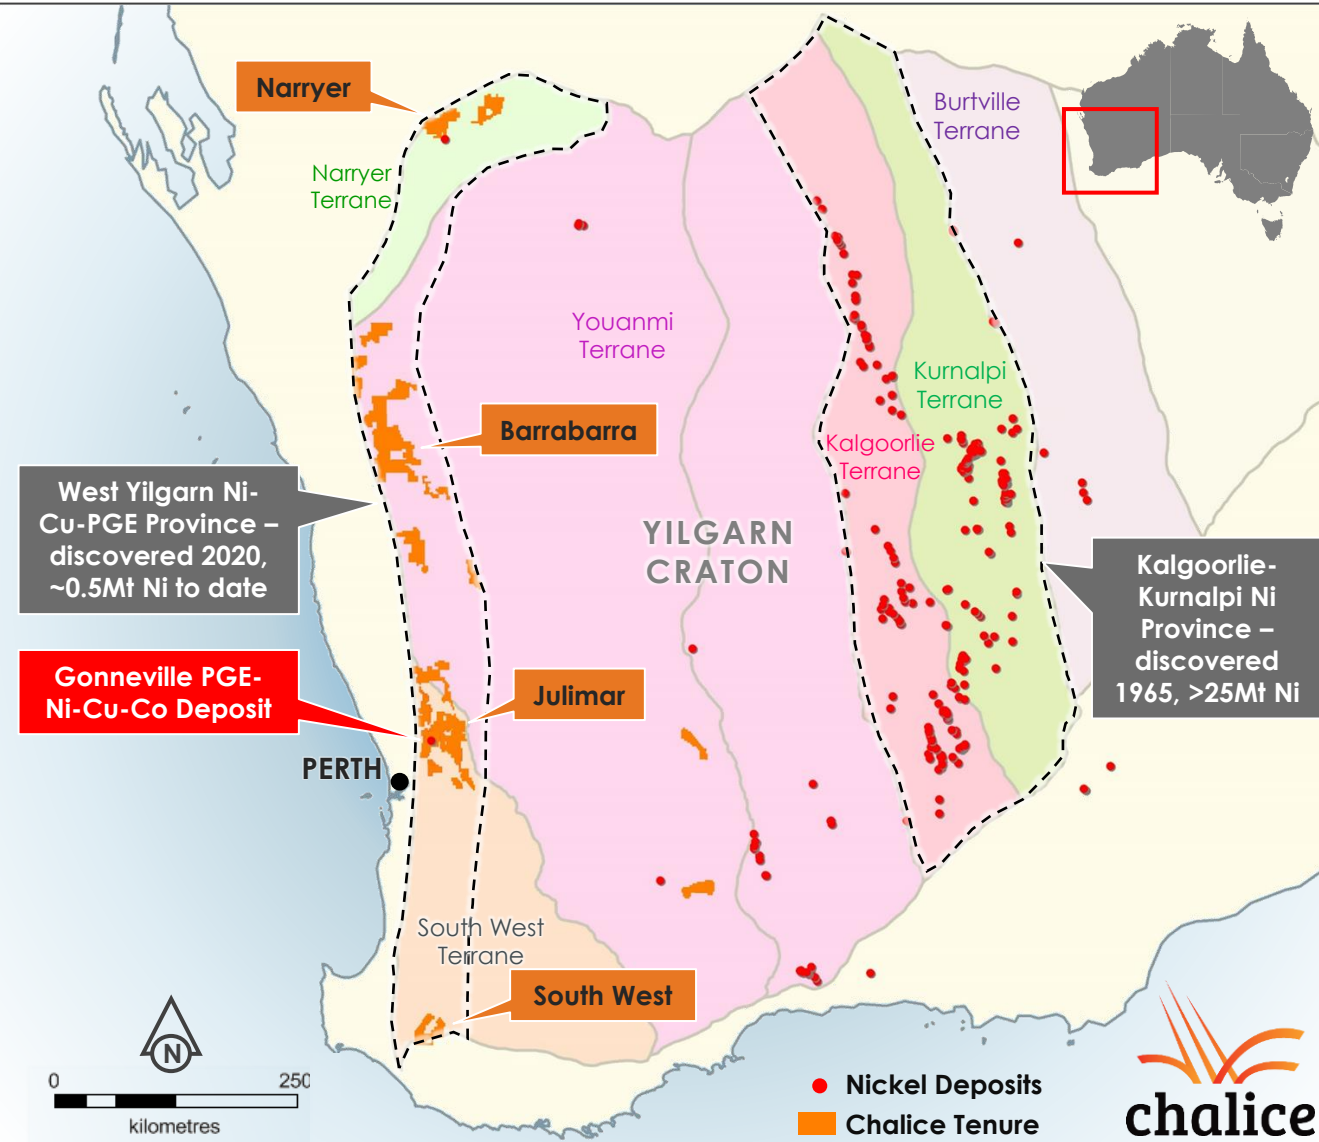 Narryer
Burtville
Terrane
Narryer
Terrane
Youanmi
Terrane
Kurnalpi
Terrane
Barrabarra
Kalgoorlie
Terrane
West Yilgarn Ni-
Cu-PGE Province –
discovered 2020,
~0.5Mt Ni to date
YILGARN
CRATON
Kalgoorlie-
Kurnalpi Ni
Province –
discovered
1965, >25Mt Ni
Gonneville PGE-
Ni-Cu-Co Deposit
Julimar
PERTH
South West
Terrane
South West
N
0 250
kilometres
Nickel Deposits
Chalice Tenure
chalice